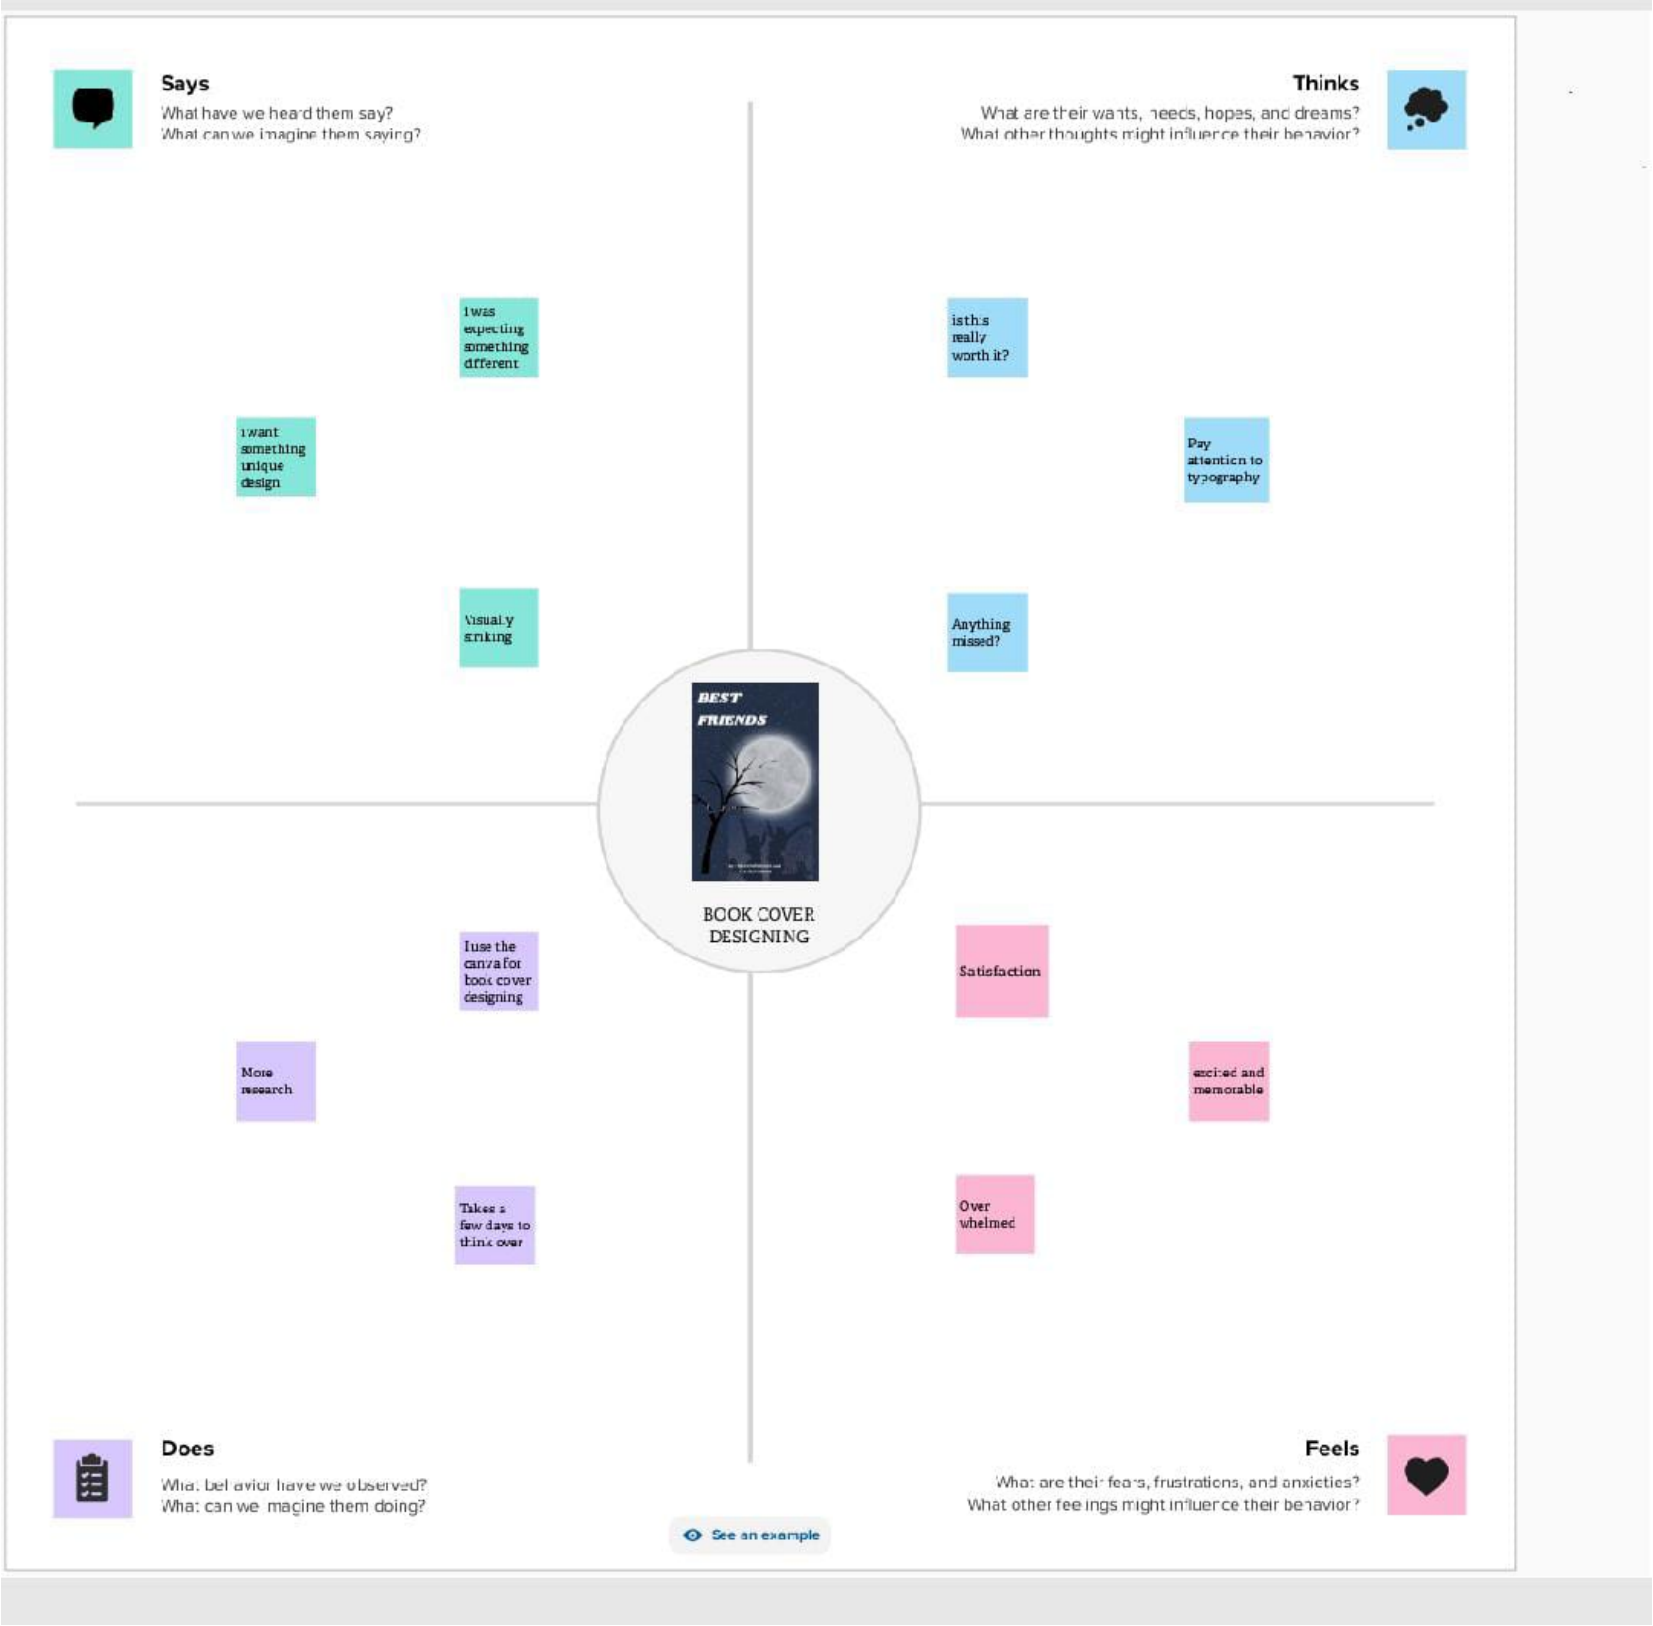 Says
What have we heard them say?
What can we imagine them saying?
Thinks
What are their wants, needs, hopes, and dreams?
What other thoughts might influence their behavior?
i was
expecting
something
different
i want
something
unique
design
Visually
striking
is this
really
worth it?
Pay
attention to
typography
Anything
missed?
BEST
FRIENDS
BOOK COVER
DESIGNING
I use the
canva for
book cover
designing
More
research
Takes a
few days to
think over
Satisfaction
excited and
memorable
Over
whelmed
Does
What behavior have we observed?
What can we imagine them doing?
Feels
What are their fears, frustrations, and anxieties?
What other feelings might influence their behavior?
See an example